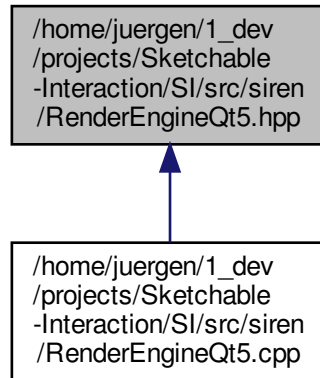 /home/juergen/1_dev
/projects/Sketchable
-Interaction/SI/src/siren
/RenderEngineQt5.hpp
/home/juergen/1_dev
/projects/Sketchable
-Interaction/SI/src/siren
/RenderEngineQt5.cpp